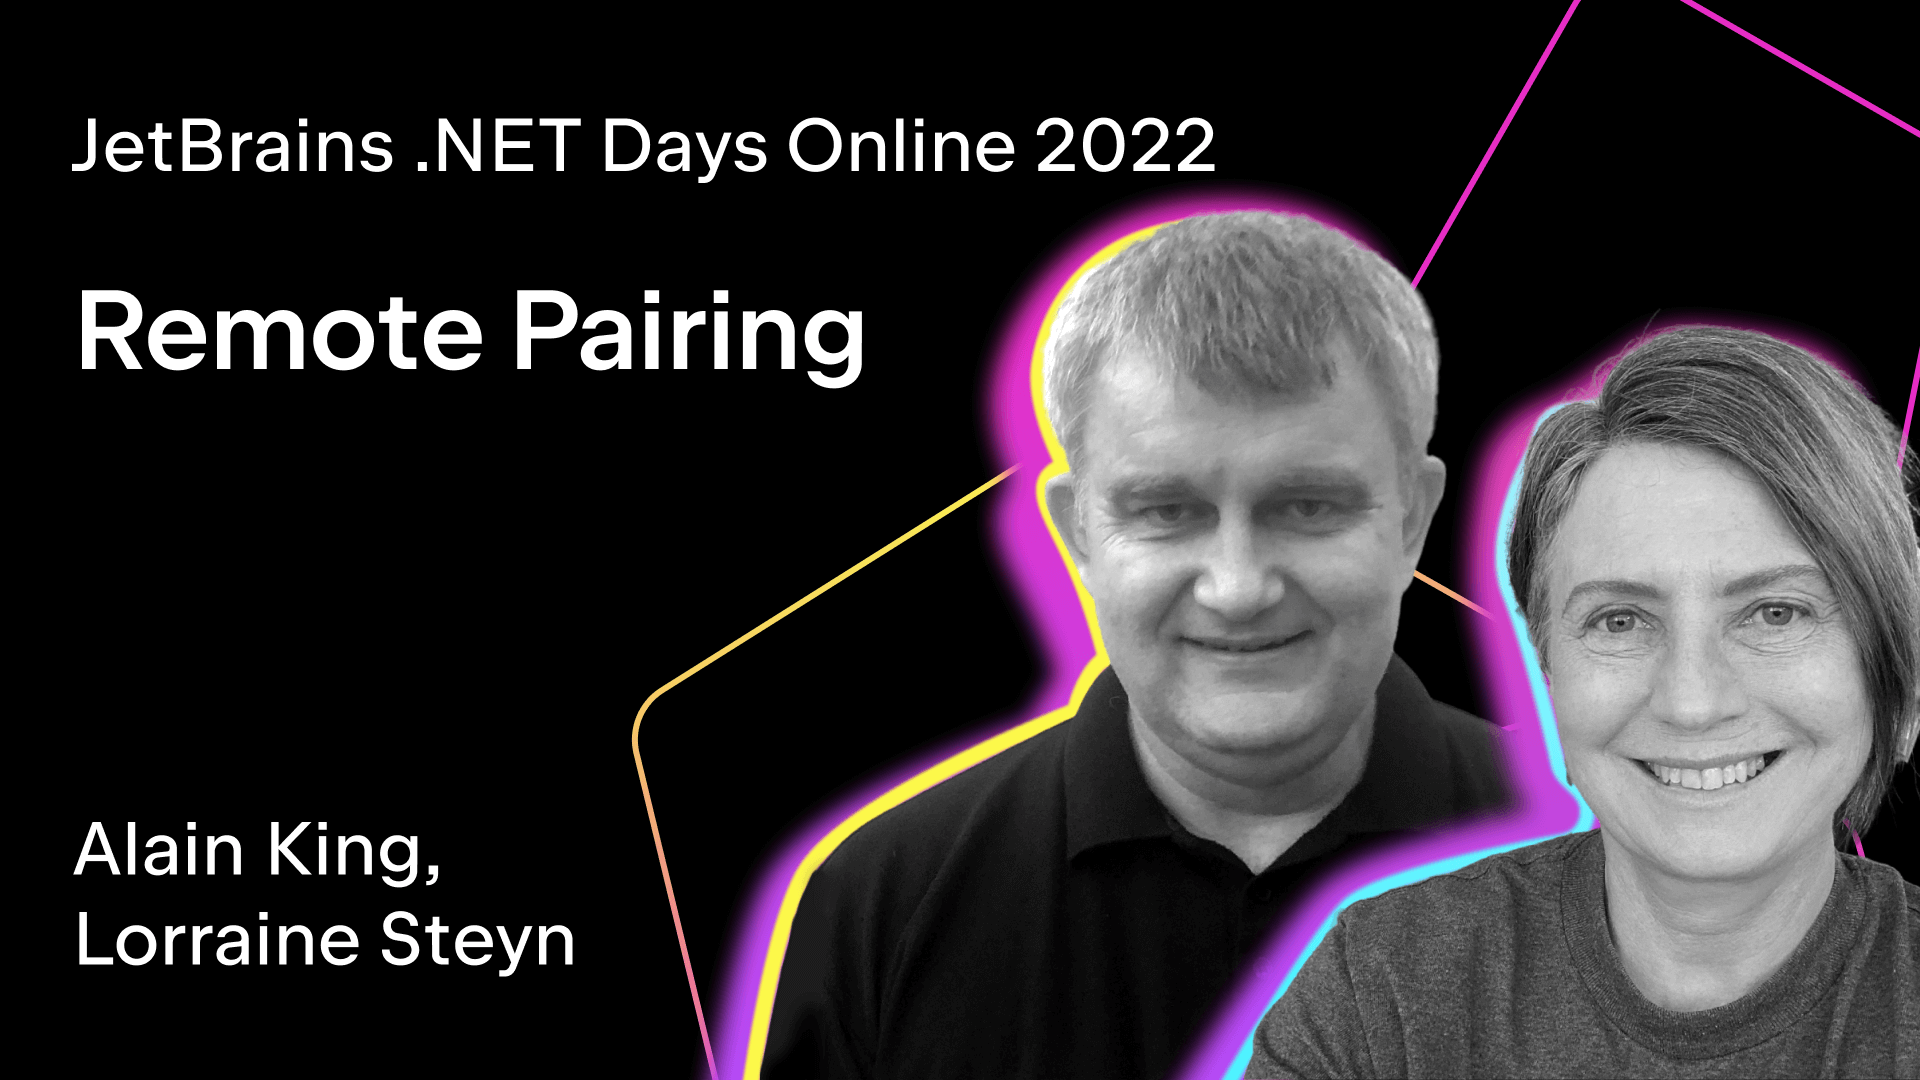 JetBrains .NET Days Online 2022
Remote Pairing
Alain King,
Lorraine Steyn